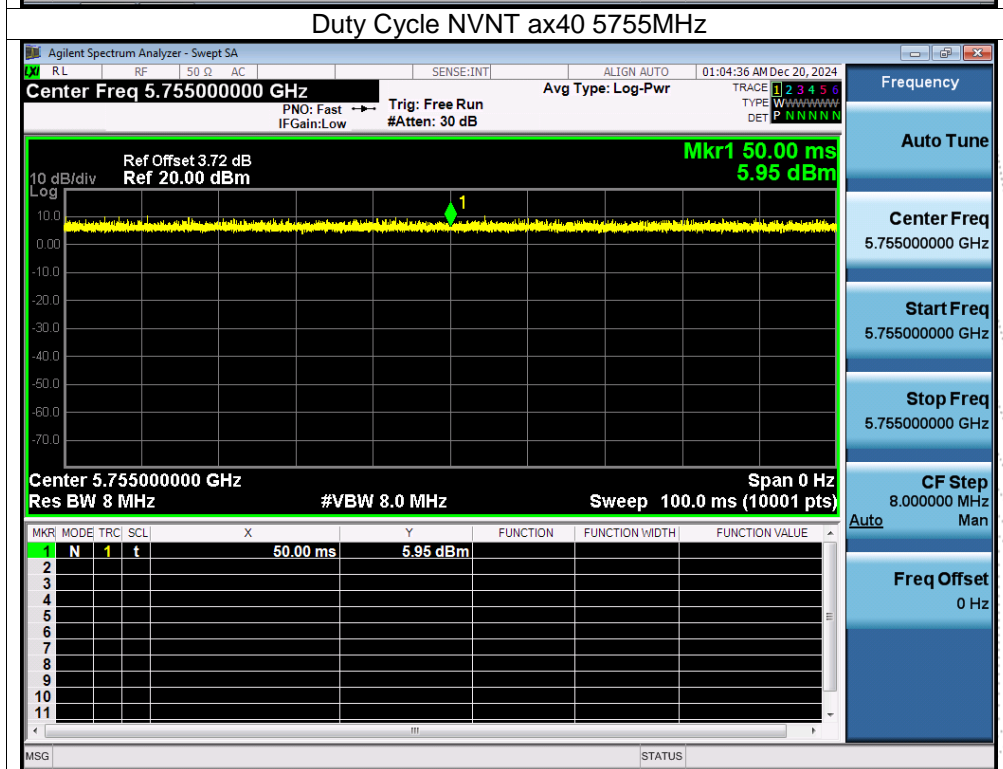 Duty Cycle NVNT ax40 5755MHz
Agilent Spectrum Analyzer - Swept SA
LXI RL RF 50 Ω AC SENSE:INT ALIGN AUTO 01:04:36 AM Dec 20, 2024
Center Freq 5.755000000 GHz
PNO: Fast
IFGain:Low
Trig: Free Run
#Atten: 30 dB
Avg Type: Log-Pwr
TRACE 1 2 3 4 5 6
TYPE WWWWWW
DET P N N N N N
Ref Offset 3.72 dB
Ref 20.00 dBm
10 dB/div
Log
Mkr1 50.00 ms
5.95 dBm
1
10.0
0.00
-10.0
-20.0
-30.0
-40.0
-50.0
-60.0
-70.0
Center 5.755000000 GHz Span 0 Hz
Res BW 8 MHz #VBW 8.0 MHz Sweep 100.0 ms (10001 pts)
MKR MODE TRC SCL X Y FUNCTION FUNCTION WIDTH FUNCTION VALUE
1 N 1 t 50.00 ms 5.95 dBm
2
3
4
5
6
7
8
9
10
11
MSG STATUS
Frequency
Auto Tune
Center Freq
5.755000000 GHz
Start Freq
5.755000000 GHz
Stop Freq
5.755000000 GHz
CF Step
8.000000 MHz
Auto Man
Freq Offset
0 Hz